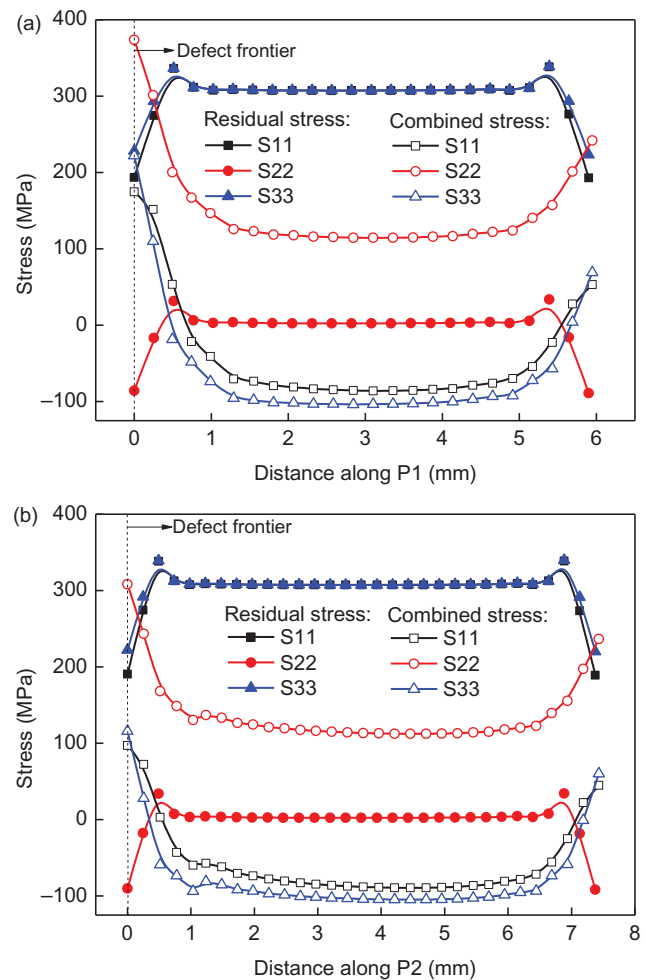 (a)
400
300
200
100
0
−100
Stress (MPa)
Defect frontier
Residual stress: Combined stress:
S11 S11
S22 S22
S33 S33
0 1 2 3 4 5 6
Distance along P1 (mm)
(b)
400
300
200
100
0
−100
Stress (MPa)
Defect frontier
Residual stress: Combined stress:
S11 S11
S22 S22
S33 S33
0 1 2 3 4 5 6 7 8
Distance along P2 (mm)